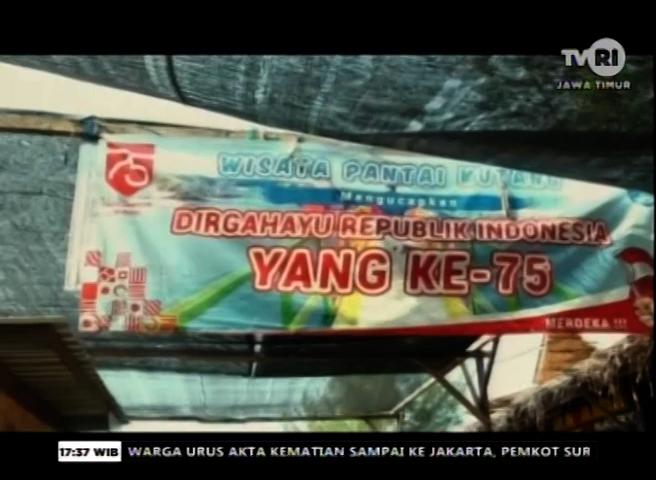 TVRI
JAWA TIMUR
75
WISATA PANTAI KUTANG
Mengucapkan
DIRGAHAYU REPUBLIK INDONESIA
YANG KE-75
MERDEKA !!!
17:37 WIB WARGA URUS AKTA KEMATIAN SAMPAI KE JAKARTA, PEMKOT SUR